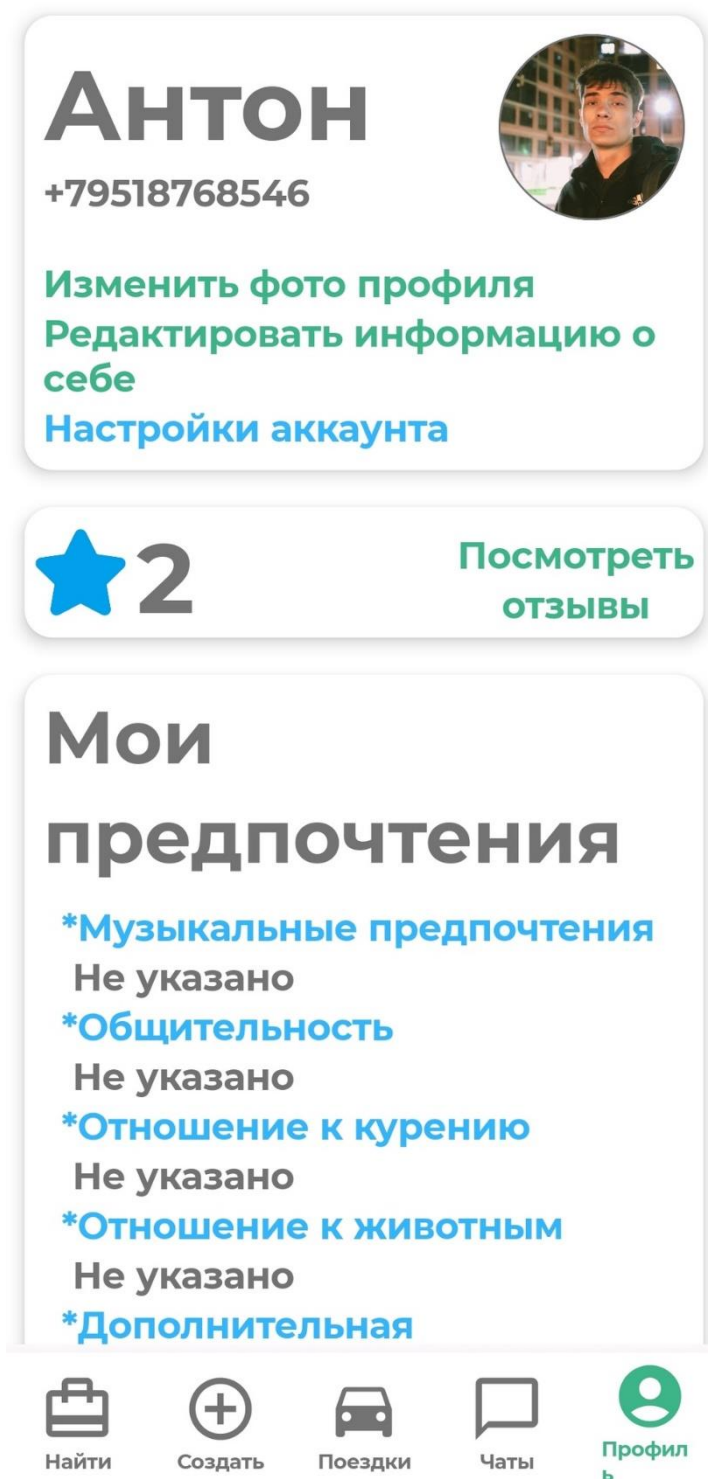 Антон
+79518768546
Изменить фото профиля
Редактировать информацию о
себе
Настройки аккаунта
2
Посмотреть
отзывы
Мои
предпочтения
*Музыкальные предпочтения
Не указано
*Общительность
Не указано
*Отношение к курению
Не указано
*Отношение к животным
Не указано
*Дополнительная
Найти
Создать
Поездки
Чаты
Профил
ь